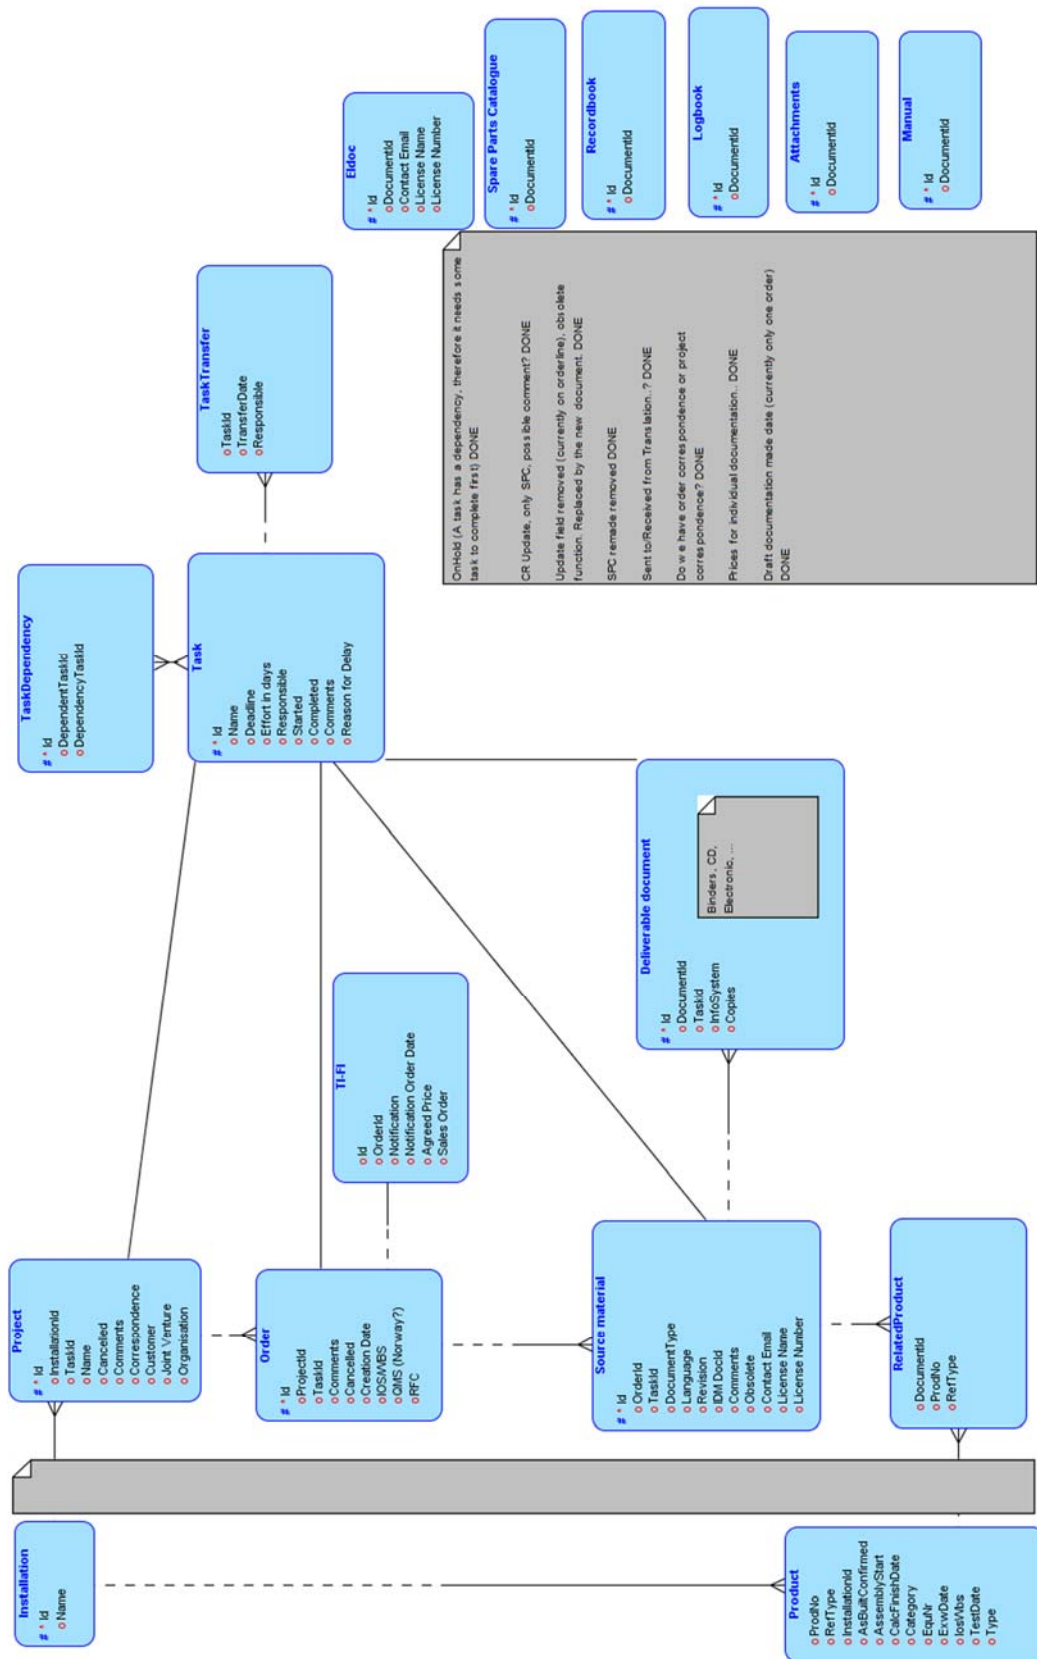 Installation
# * Id
o Name
Product
o ProdNo
o RefType
o InstallationId
o AsBuiltConfirmed
o AssemblyStart
o CalcFinishDate
o Category
o EquNr
o ExwDate
o IosWbs
o TestDate
o Type
Project
# * Id
o InstallationId
o TaskId
o Name
o Cancelled
o Comments
o Correspondence
o Customer
o Joint Venture
o Organisation
Order
# * Id
o ProjectId
o TaskId
o Comments
o Cancelled
o Creation Date
o IOS/WBS
o QMS (Norway?)
o RFC
Source material
# * Id
o OrderId
o TaskId
o DocumentType
o Language
o Revision
o IDM DocId
o Comments
o Obsolete
o Contact Email
o License Name
o License Number
RelatedProduct
o DocumentId
o ProdNo
o RefType
TI-FI
o Id
o OrderId
o Notification
o Notification Order Date
o Agreed Price
o Sales Order
Deliverable document
# * Id
o DocumentId
o TaskId
o InfoSystem
o Copies
Binders, CD,
Electronic, ...
TaskDependency
# * Id
o DependentTaskId
o DependencyTaskId
Task
# * Id
o Name
o Deadline
o Effort in days
o Responsible
o Started
o Completed
o Comments
o Reason for Delay
TaskTransfer
o TaskId
o TransferDate
o Responsible
OnHold (A task has a dependency, therefore it needs some
task to complete first) DONE
CR Update, only SPC, possible comment? DONE
Update field removed (currently on orderline), obsolete
function. Replaced by the new document. DONE
SPC remade removed DONE
Sent to/Received from Translation..? DONE
Do we have order correspondence or project
correspondence? DONE
Prices for individual documentation.. DONE
Draft documentation made date (currently only one order)
DONE
Eldoc
# * Id
o DocumentId
o Contact Email
o License Name
o License Number
Spare Parts Catalogue
# * Id
o DocumentId
Recordbook
# * Id
o DocumentId
Logbook
# * Id
o DocumentId
Attachments
# * Id
o DocumentId
Manual
# * Id
o DocumentId